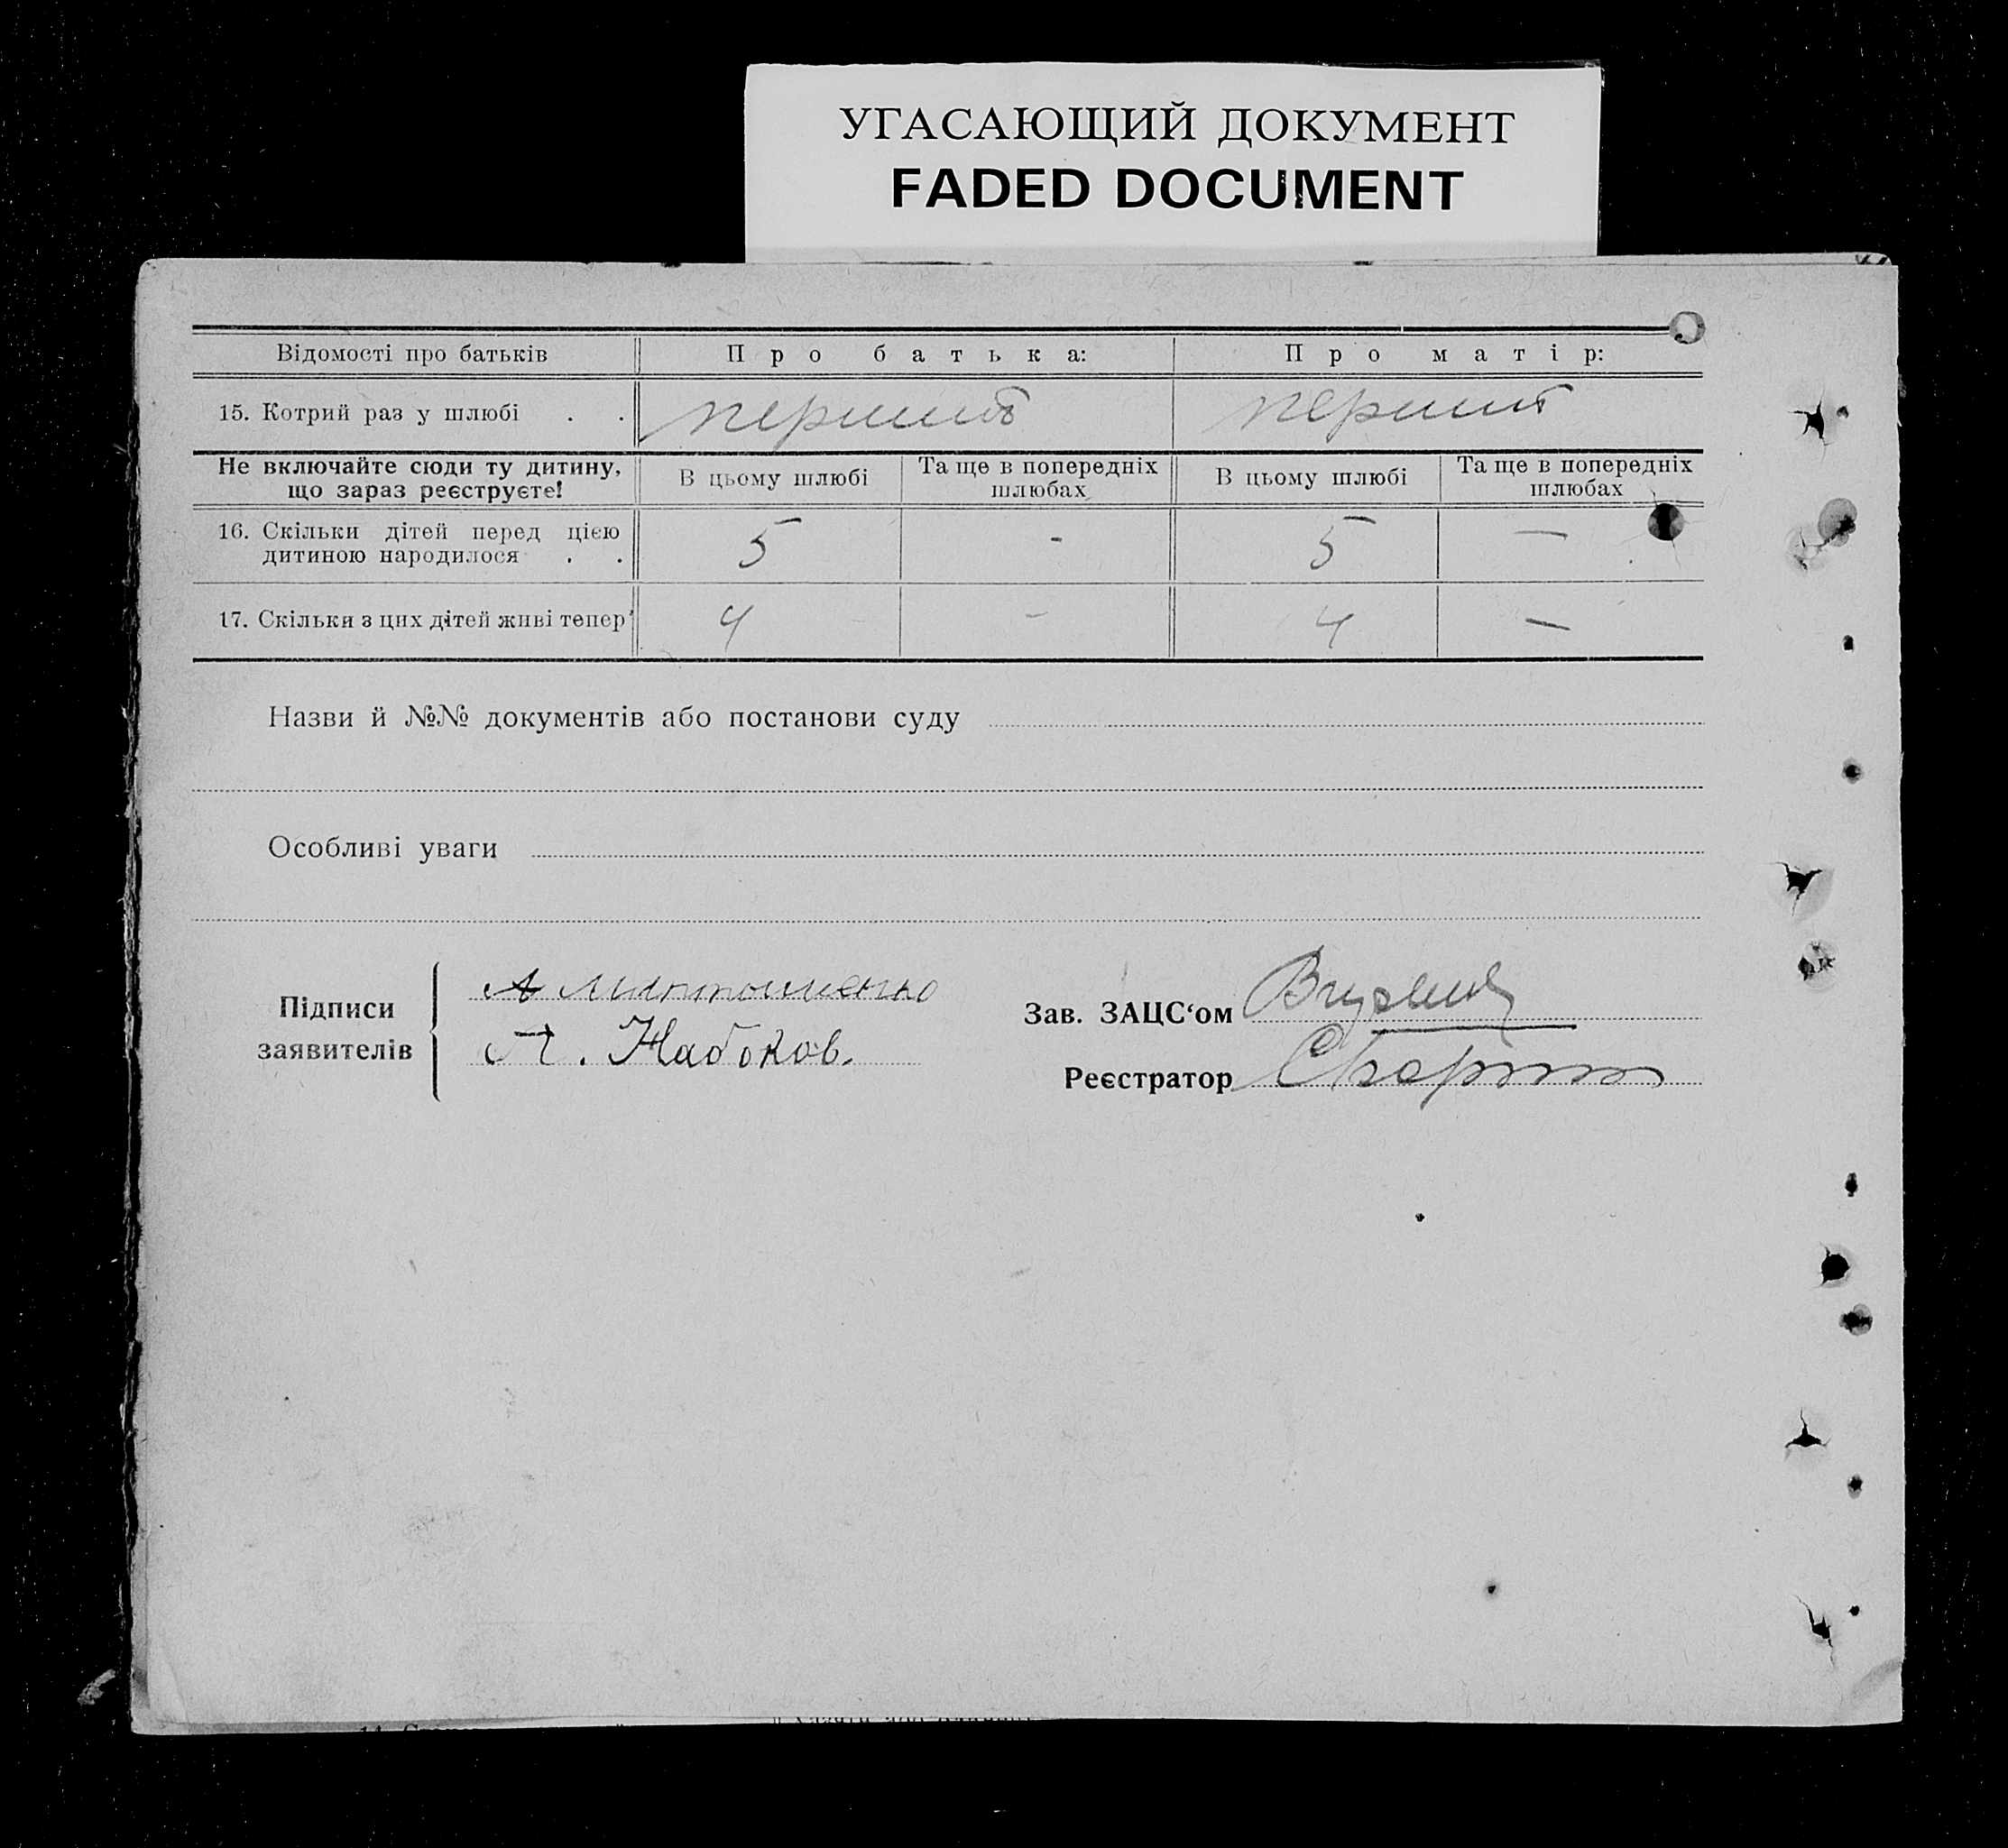 УГАСАЮЩИЙ ДОКУМЕНТ
FADED DOCUMENT
Відомості про батьків Про батька: Про матір:
15. Котрий раз у шлюбі . . перший перший
Не включайте сюди ту дитину, що зараз реєструєте! В цьому шлюбі Та ще в попередніх шлюбах В цьому шлюбі Та ще в попередніх шлюбах
16. Скільки дітей перед цією дитиною народилося . . 5 - 5 —
17. Скільки з цих дітей живі тепер 4 - 4 —
Назви й №№ документів або постанови суду
Особливі уваги
Підписи заявителів
А
А. Набоков.
Зав. ЗАЦС‘ом
Реєстратор